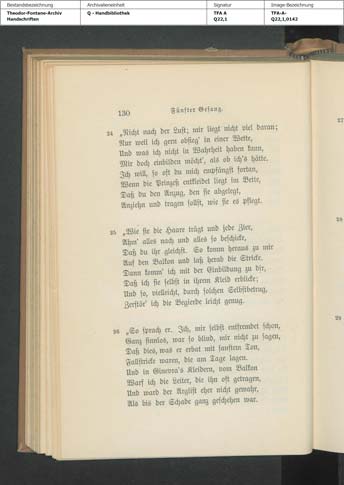 Bestandsbezeichnung
Archivalieneinheit
Signatur
Image-Bezeichnung
Theodor-Fontane-Archiv
Handschriften
Q - Handbibliothek
TFA A
Q22,1
TFA-A-
Q22,1,0142
130
Fünfter Gesang.
34 „Nicht nach der Lust; mir liegt nicht viel daran;
Nur weil ich gern obsieg' in einer Wette,
Und was ich nicht in Wahrheit haben kann,
Mir doch einbilden möcht', als ob ich's hätte.
Ich will, so oft du mich empfängst fortan,
Wenn die Prinzeß entkleidet liegt im Bette,
Daß du den Anzug, den sie abgelegt,
Anziehn und tragen sollst, wie sie es pflegt.
35 „Wie sie die Haare trägt und jede Zier,
Ahm' alles nach und alles so beschicke,
Daß du ihr gleichst. So komm heraus zu mir
Auf den Balkon und laß herab die Stricke.
Dann komm' ich mit der Einbildung zu dir,
Daß ich sie selbst in ihrem Kleid erblicke;
Und so, vielleicht, durch solchen Selbstbetrug,
Zerstör' ich die Begierde leicht genug.
36 „So sprach er. Ich, mir selbst entfremdet schon,
Ganz sinnlos, war so blind, mir nicht zu sagen,
Daß dies, was er erbat mit sanftem Ton,
Fallstricke waren, die am Tage lagen.
Und in Ginevra's Kleidern, vom Balkon
Warf ich die Leiter, die ihn oft getragen,
Und ward der Arglist eher nicht gewahr,
Als bis der Schade ganz geschehen war.
27
28
29